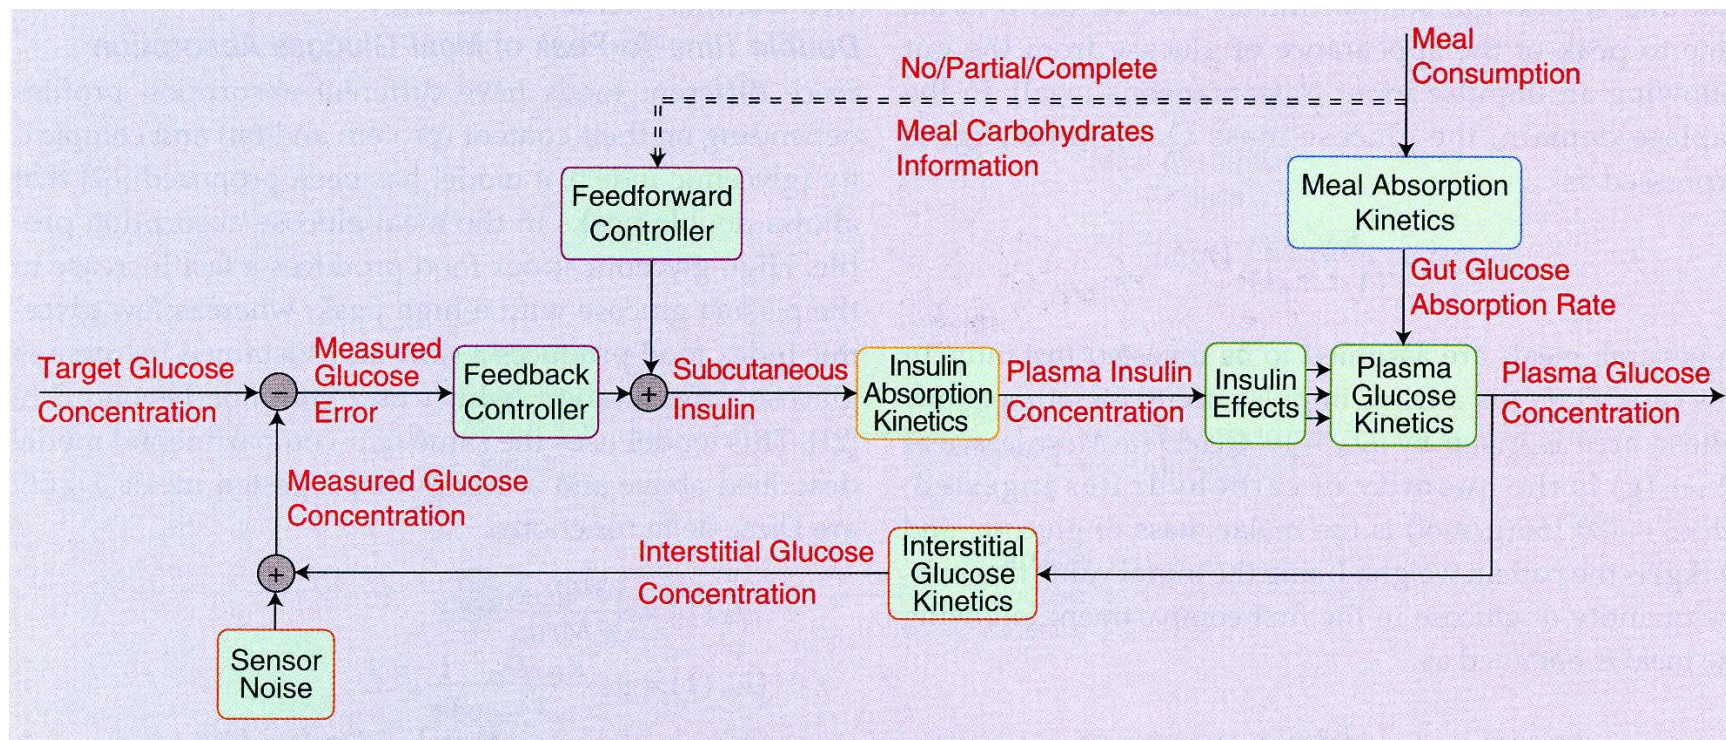 Meal
Consumption
No/Partial/Complete
Meal Carbohydrates
Information
Feedforward
Controller
Meal Absorption
Kinetics
Gut Glucose
Absorption Rate
Target Glucose
Concentration
−
Measured
Glucose
Error
Feedback
Controller
+
Subcutaneous
Insulin
Insulin
Absorption
Kinetics
Plasma Insulin
Concentration
Insulin
Effects
Plasma
Glucose
Kinetics
Plasma Glucose
Concentration
Measured Glucose
Concentration
+
Interstitial Glucose
Concentration
Interstitial
Glucose
Kinetics
Sensor
Noise